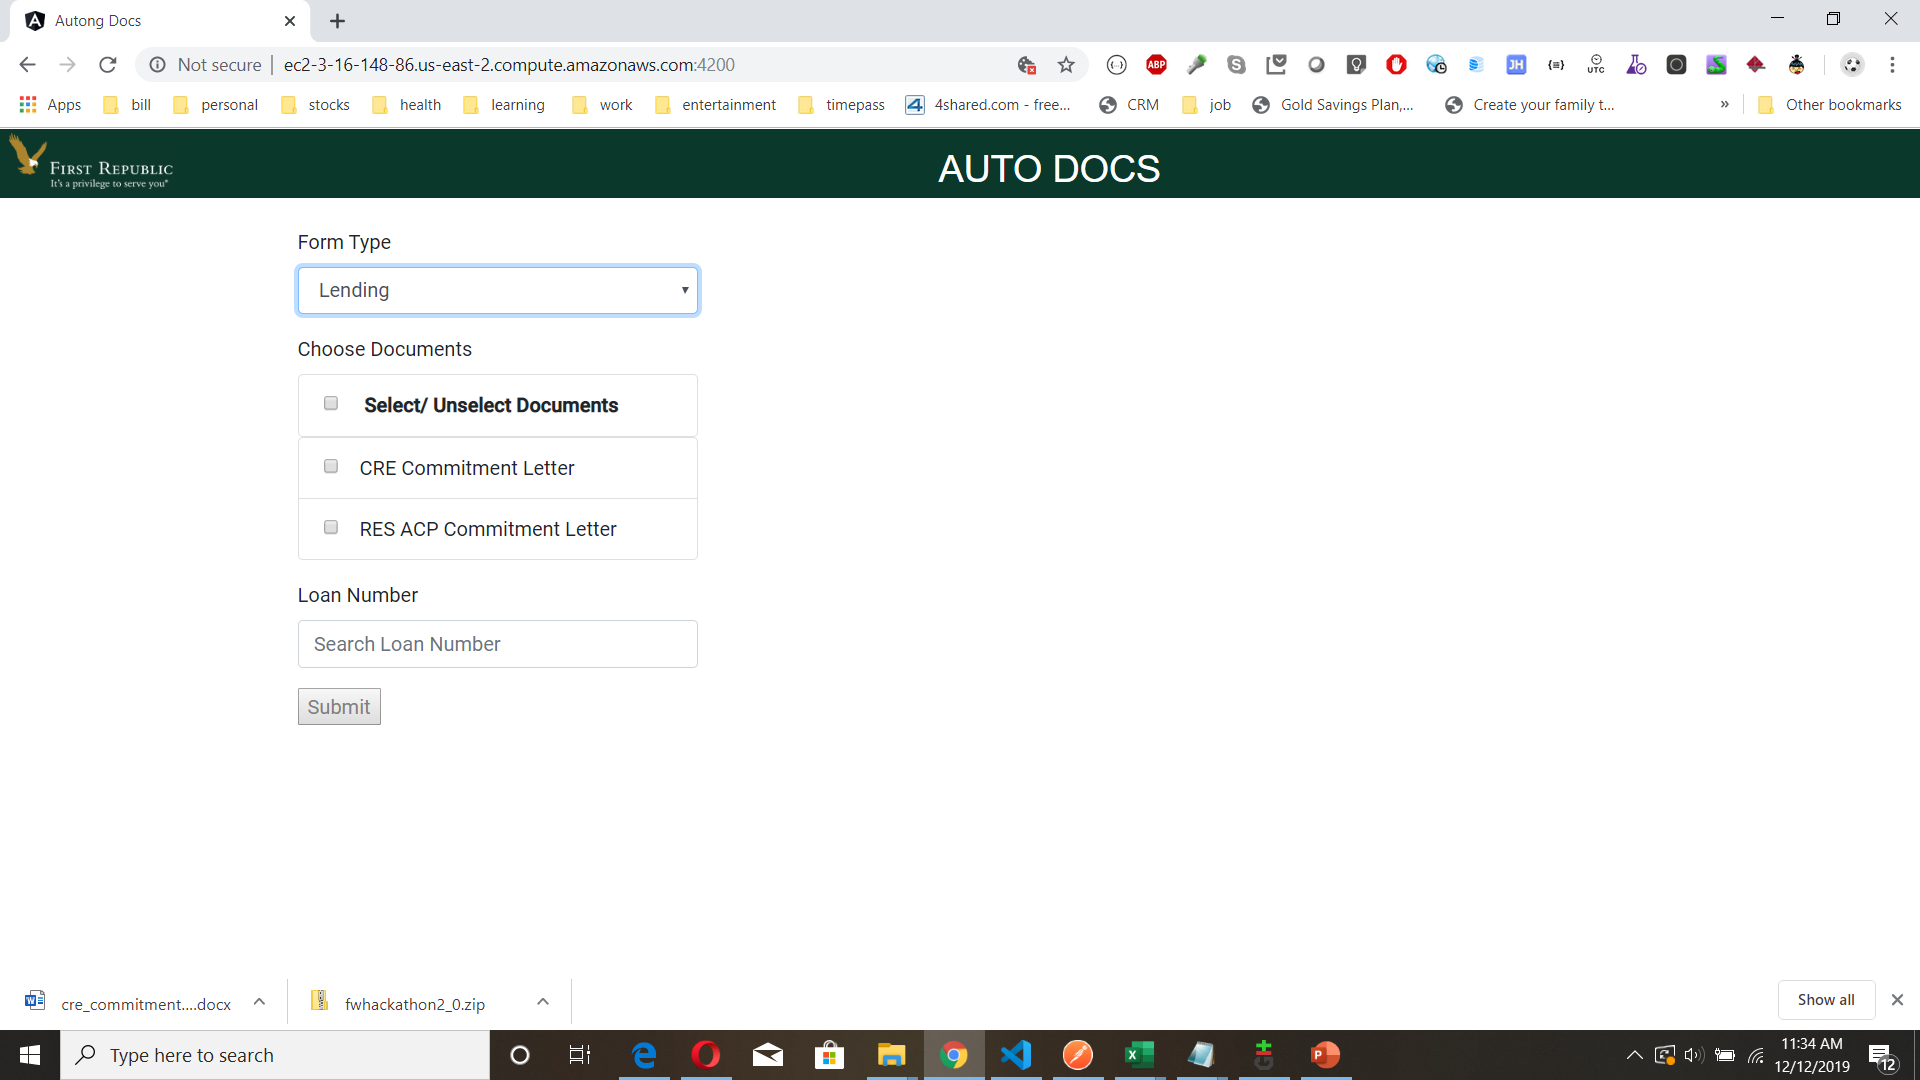 Autong Docs
Not secure | ec2-3-16-148-86.us-east-2.compute.amazonaws.com:4200
ABP
JH
UTC
Apps bill personal stocks health learning work entertainment timepass 4shared.com - free... CRM job Gold Savings Plan,... Create your family t... » Other bookmarks
FIRST REPUBLIC
It's a privilege to serve you®
AUTO DOCS
Form Type
Lending
Choose Documents
Select/ Unselect Documents
CRE Commitment Letter
RES ACP Commitment Letter
Loan Number
Search Loan Number
Submit
cre_commitment....docx
fwhackathon2_0.zip
Show all
Type here to search
11:34 AM
12/12/2019
12